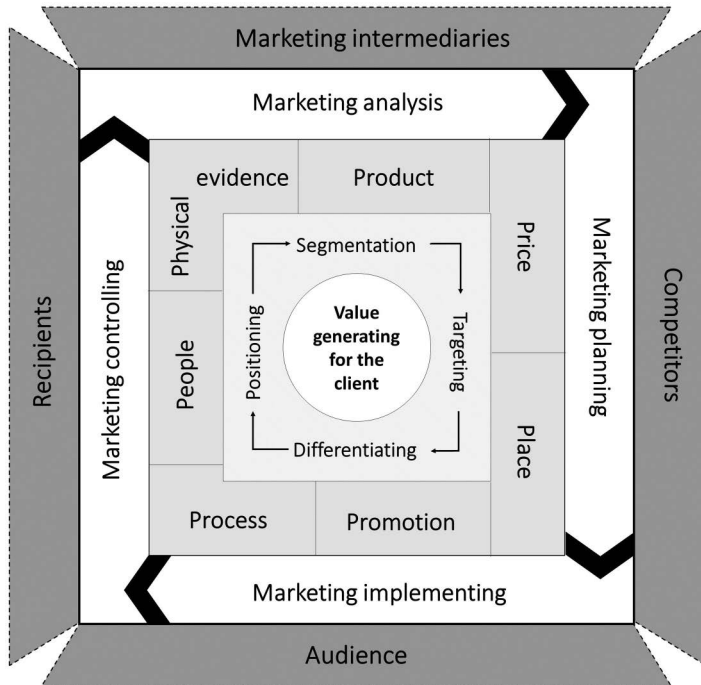 Marketing intermediaries
Marketing analysis
Physical
evidence
Product
Price
Place
Promotion
Process
People
Segmentation
Targeting
Differentiating
Positioning
Value
generating
for the
client
Marketing planning
Marketing implementing
Marketing controlling
Recipients
Competitors
Audience